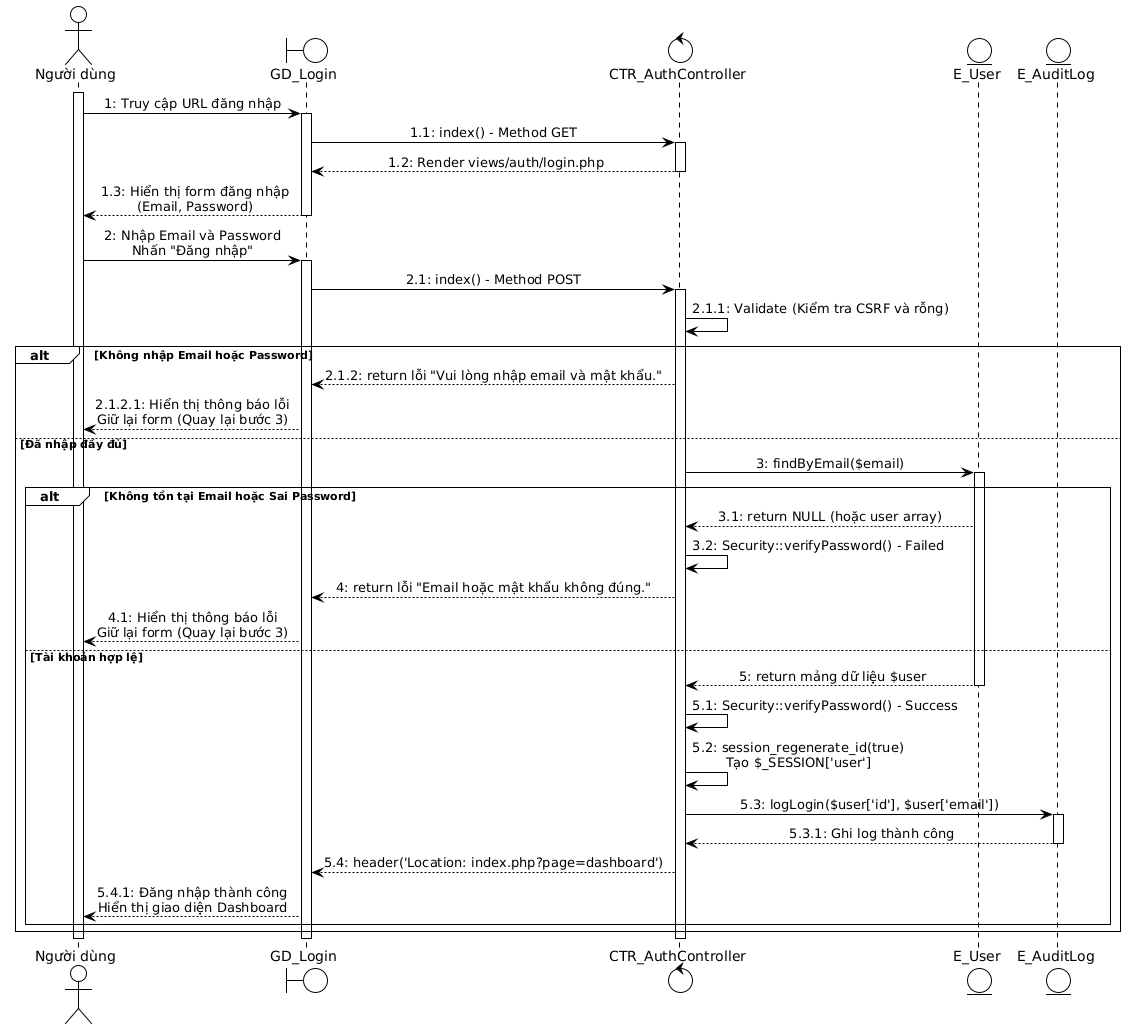 Người dùng
GD_Login
CTR_AuthController
E_User
E_AuditLog
1: Truy cập URL đăng nhập
1.1: index() - Method GET
1.2: Render views/auth/login.php
1.3: Hiển thị form đăng nhập
(Email, Password)
2: Nhập Email và Password
Nhấn "Đăng nhập"
2.1: index() - Method POST
2.1.1: Validate (Kiểm tra CSRF và rỗng)
alt
[Không nhập Email hoặc Password]
2.1.2: return lỗi "Vui lòng nhập email và mật khẩu."
2.1.2.1: Hiển thị thông báo lỗi
Giữ lại form (Quay lại bước 3)
[Đã nhập đầy đủ]
3: findByEmail($email)
alt
[Không tồn tại Email hoặc Sai Password]
3.1: return NULL (hoặc user array)
3.2: Security::verifyPassword() - Failed
4: return lỗi "Email hoặc mật khẩu không đúng."
4.1: Hiển thị thông báo lỗi
Giữ lại form (Quay lại bước 3)
[Tài khoản hợp lệ]
5: return mảng dữ liệu $user
5.1: Security::verifyPassword() - Success
5.2: session_regenerate_id(true)
Tạo $_SESSION['user']
5.3: logLogin($user['id'], $user['email'])
5.3.1: Ghi log thành công
5.4: header('Location: index.php?page=dashboard')
5.4.1: Đăng nhập thành công
Hiển thị giao diện Dashboard
Người dùng
GD_Login
CTR_AuthController
E_User
E_AuditLog